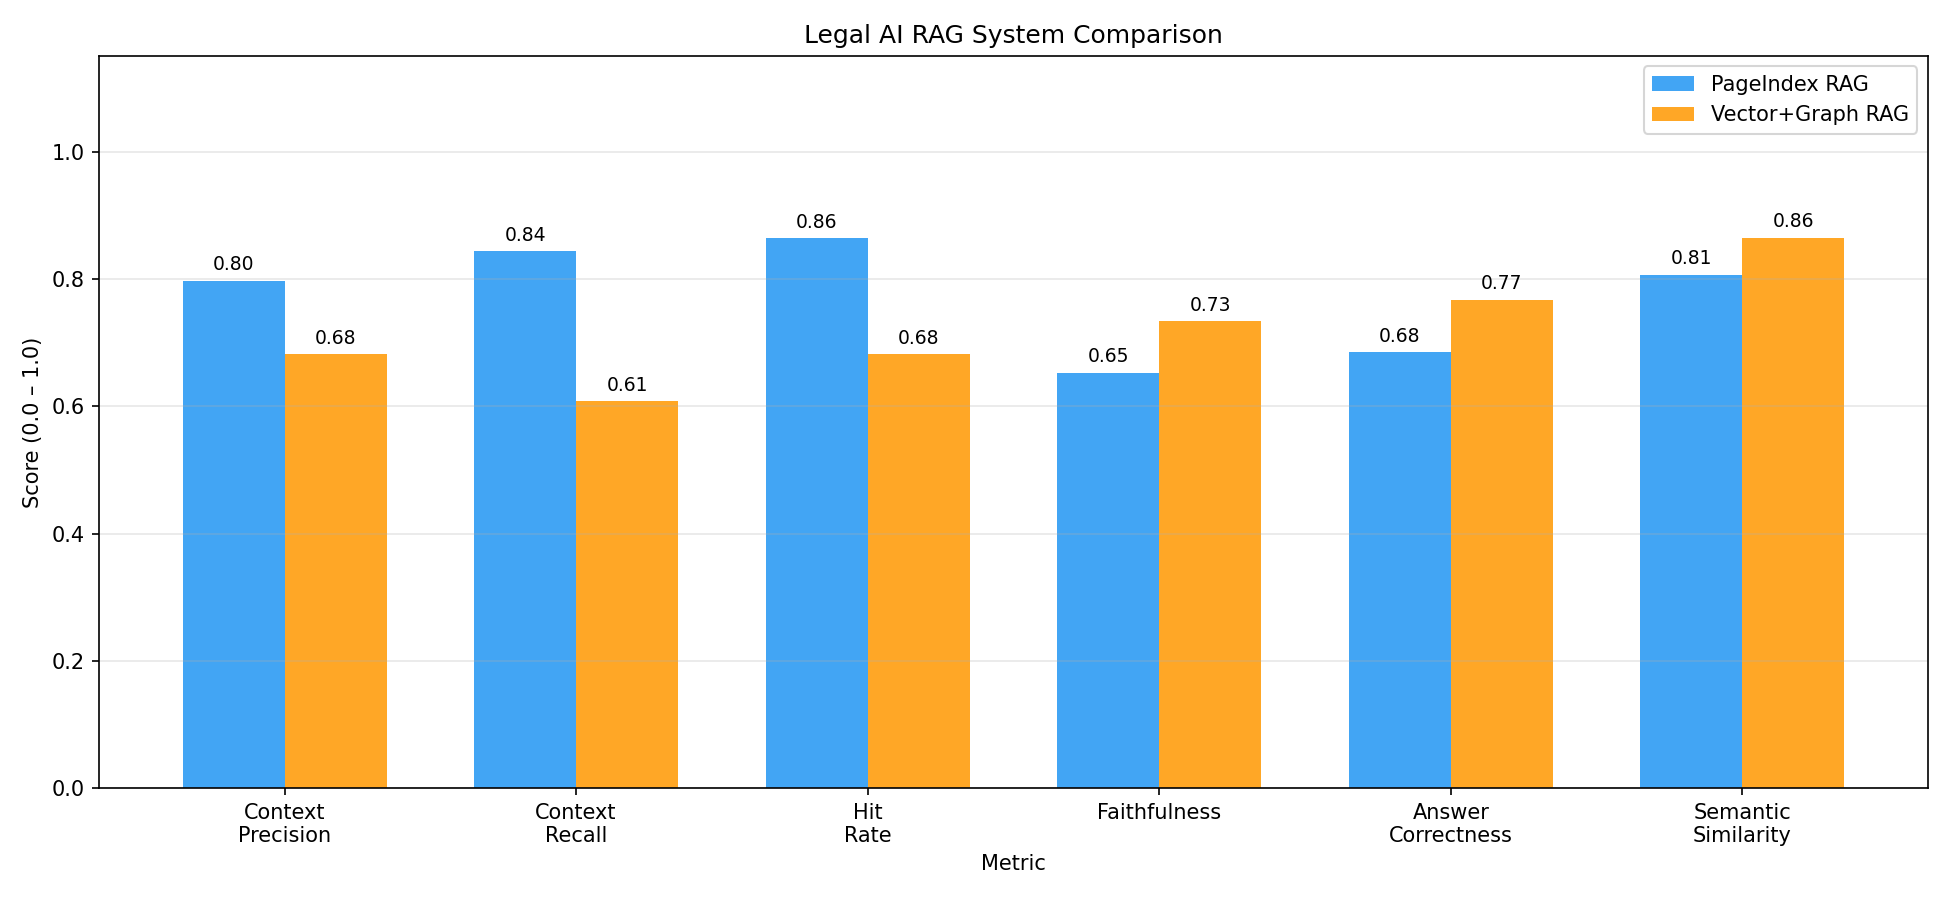 Legal AI RAG System Comparison
PageIndex RAG
Vector+Graph RAG
Score (0.0 – 1.0)
1.0
0.8
0.6
0.4
0.2
0.0
0.80
0.68
0.84
0.61
0.86
0.68
0.65
0.73
0.68
0.77
0.81
0.86
Context
Precision
Context
Recall
Hit
Rate
Faithfulness
Answer
Correctness
Semantic
Similarity
Metric